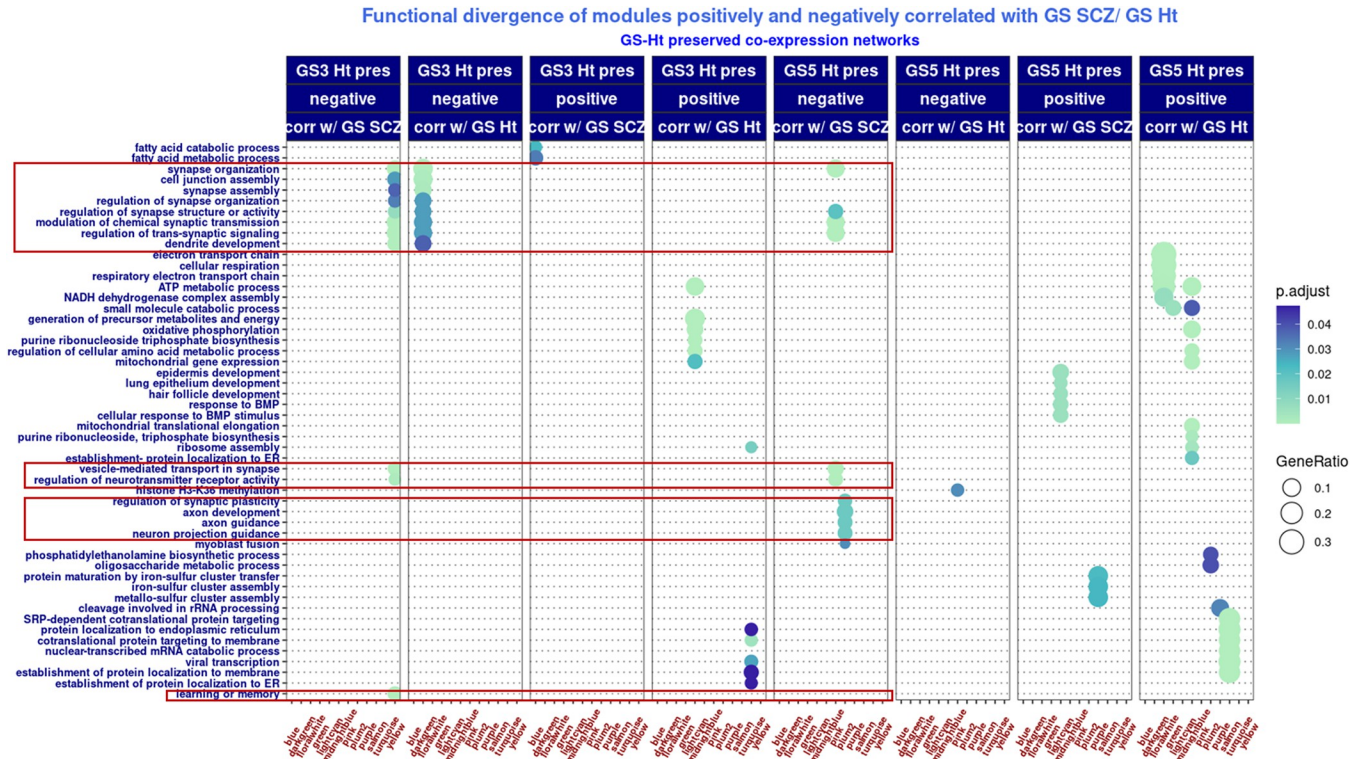 Functional divergence of modules positively and negatively correlated with GS SCZ/ GS Ht
GS-Ht preserved co-expression networks
GS3 Ht pres GS3 Ht pres GS3 Ht pres GS3 Ht pres GS5 Ht pres GS5 Ht pres GS5 Ht pres GS5 Ht pres
negative negative positive positive negative negative positive positive
corr w/ GS SCZ corr w/ GS Ht corr w/ GS SCZ corr w/ GS Ht corr w/ GS SCZ corr w/ GS Ht corr w/ GS SCZ corr w/ GS Ht
fatty acid catabolic process
fatty acid metabolic process
synapse organization
cell junction assembly
synapse assembly
regulation of synapse organization
regulation of synapse structure or activity
modulation of chemical synaptic transmission
regulation of trans-synaptic signaling
dendrite development
electron transport chain
cellular respiration
respiratory electron transport chain
ATP metabolic process
NADH dehydrogenase complex assembly
small molecule catabolic process
generation of precursor metabolites and energy
oxidative phosphorylation
purine ribonucleoside triphosphate biosynthesis
regulation of cellular amino acid metabolic process
mitochondrial gene expression
epidermis development
lung epithelium development
hair follicle development
response to BMP
cellular response to BMP stimulus
mitochondrial translational elongation
purine ribonucleoside, triphosphate biosynthesis
ribosome assembly
establishment- protein localization to ER
vesicle-mediated transport in synapse
regulation of neurotransmitter receptor activity
histone H3-K36 methylation
regulation of synaptic plasticity
axon development
axon guidance
neuron projection guidance
myoblast fusion
phosphatidylethanolamine biosynthetic process
oligosaccharide metabolic process
protein maturation by iron-sulfur cluster transfer
iron-sulfur cluster assembly
metallo-sulfur cluster assembly
cleavage involved in rRNA processing
SRP-dependent cotranslational protein targeting
protein localization to endoplasmic reticulum
cotranslational protein targeting to membrane
nuclear-transcribed mRNA catabolic process
viral transcription
establishment of protein localization to membrane
establishment of protein localization to ER
learning or memory
p.adjust
0.04
0.03
0.02
0.01
GeneRatio
0.1
0.2
0.3